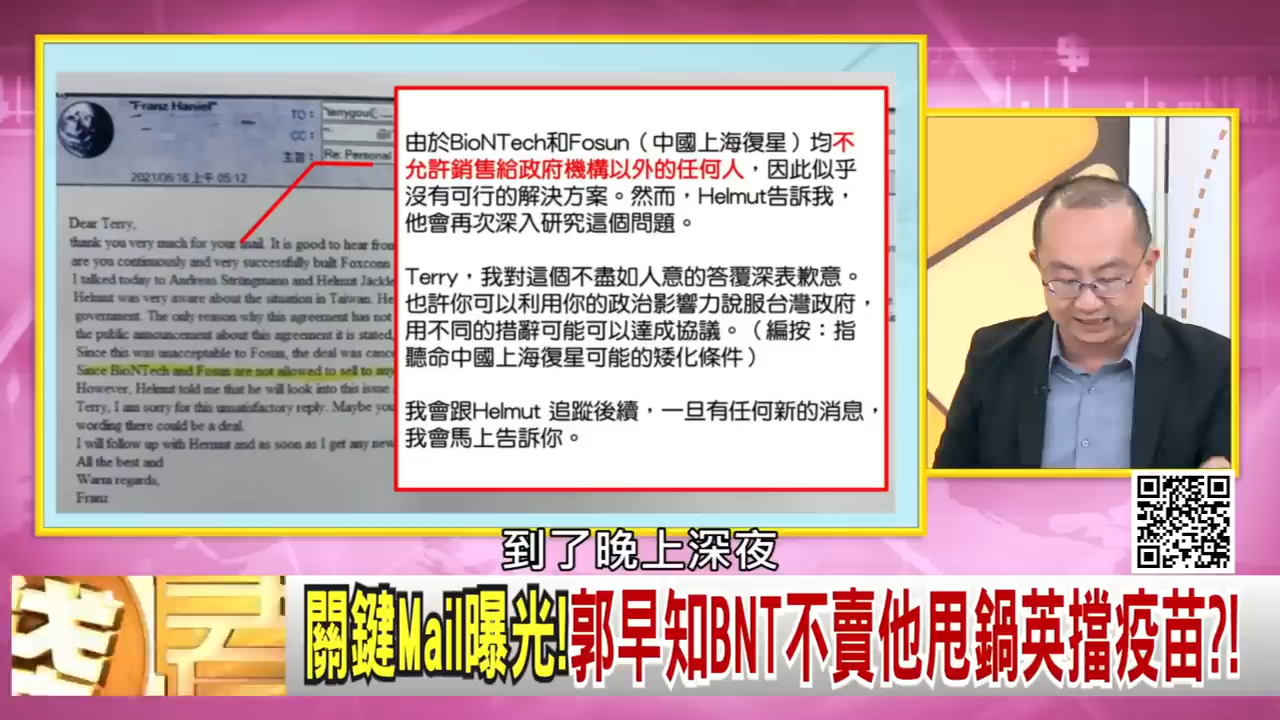 "Franz Haniel"
TO:
"terrygou(
CC:
主旨:
Re: Personal
2021/06/16 上午 05:12
Dear Terry,
thank you very much for your mail. It is good to hear from
are you continuously and very successfully built Foxconn
I talked today to Andreas Strüngmann and Helmut Jäckle
Helmut was very aware about the situation in Taiwan. He
government. The only reason why this agreement has not
the public announcement about this agreement it is stated,
Since this was unacceptable to Fosun, the deal was canc
Since BioNTech and Fosun are not allowed to sell to any
However, Helmut told me that he will look into this issue
Terry, I am sorry for this unsatisfactory reply. Maybe you
wording there could be a deal.
I will follow up with Hermut and as soon as I get any new
All the best and
Warm regards,
Franz
由於BioNTech和Fosun（中國上海復星）均不
允許銷售給政府機構以外的任何人，因此似乎
沒有可行的解決方案。然而，Helmut告訴我，
他會再次深入研究這個問題。
Terry，我對這個不盡如人意的答覆深表歉意。
也許你可以利用你的政治影響力說服台灣政府，
用不同的措辭可能可以達成協議。（編按：指
聽命中國上海復星可能的矮化條件）
我會跟Helmut 追蹤後續，一旦有任何新的消息，
我會馬上告訴你。
到了晚上深夜
關鍵Mail曝光!郭早知BNT不賣他甩鍋英擋疫苗?!